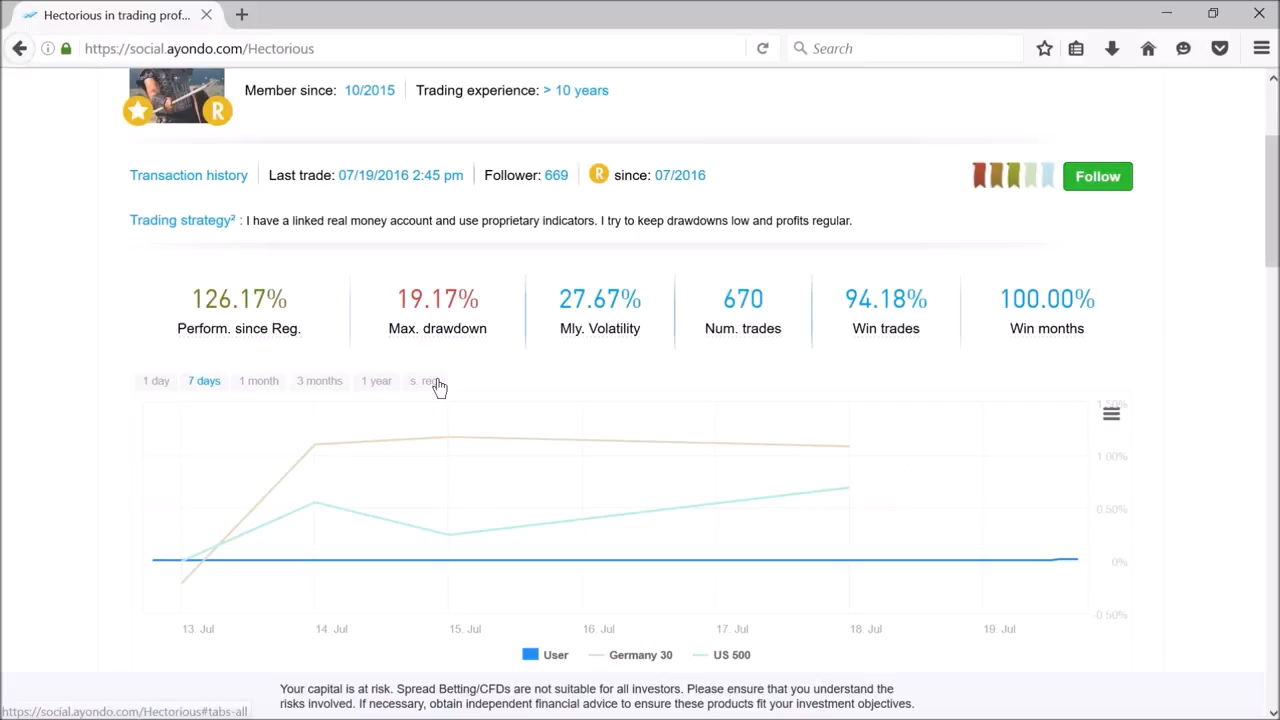 Hectorious in trading prof...
https://social.ayondo.com/Hectorious
Search
Member since: 10/2015
Trading experience: > 10 years
R
Transaction history
Last trade: 07/19/2016 2:45 pm
Follower: 669
R since: 07/2016
Follow
Trading strategy² : I have a linked real money account and use proprietary indicators. I try to keep drawdowns low and profits regular.
126.17%
Perform. since Reg.
19.17%
Max. drawdown
27.67%
Mly. Volatility
670
Num. trades
94.18%
Win trades
100.00%
Win months
1 day
7 days
1 month
3 months
1 year
s. reg
1.50%
1.00%
0.50%
0%
-0.50%
13. Jul
14. Jul
15. Jul
16. Jul
17. Jul
18. Jul
19. Jul
User
Germany 30
US 500
Your capital is at risk. Spread Betting/CFDs are not suitable for all investors. Please ensure that you understand the
risks involved. If necessary, obtain independent financial advice to ensure these products fit your investment objectives.
https://social.ayondo.com/Hectorious#tabs-all